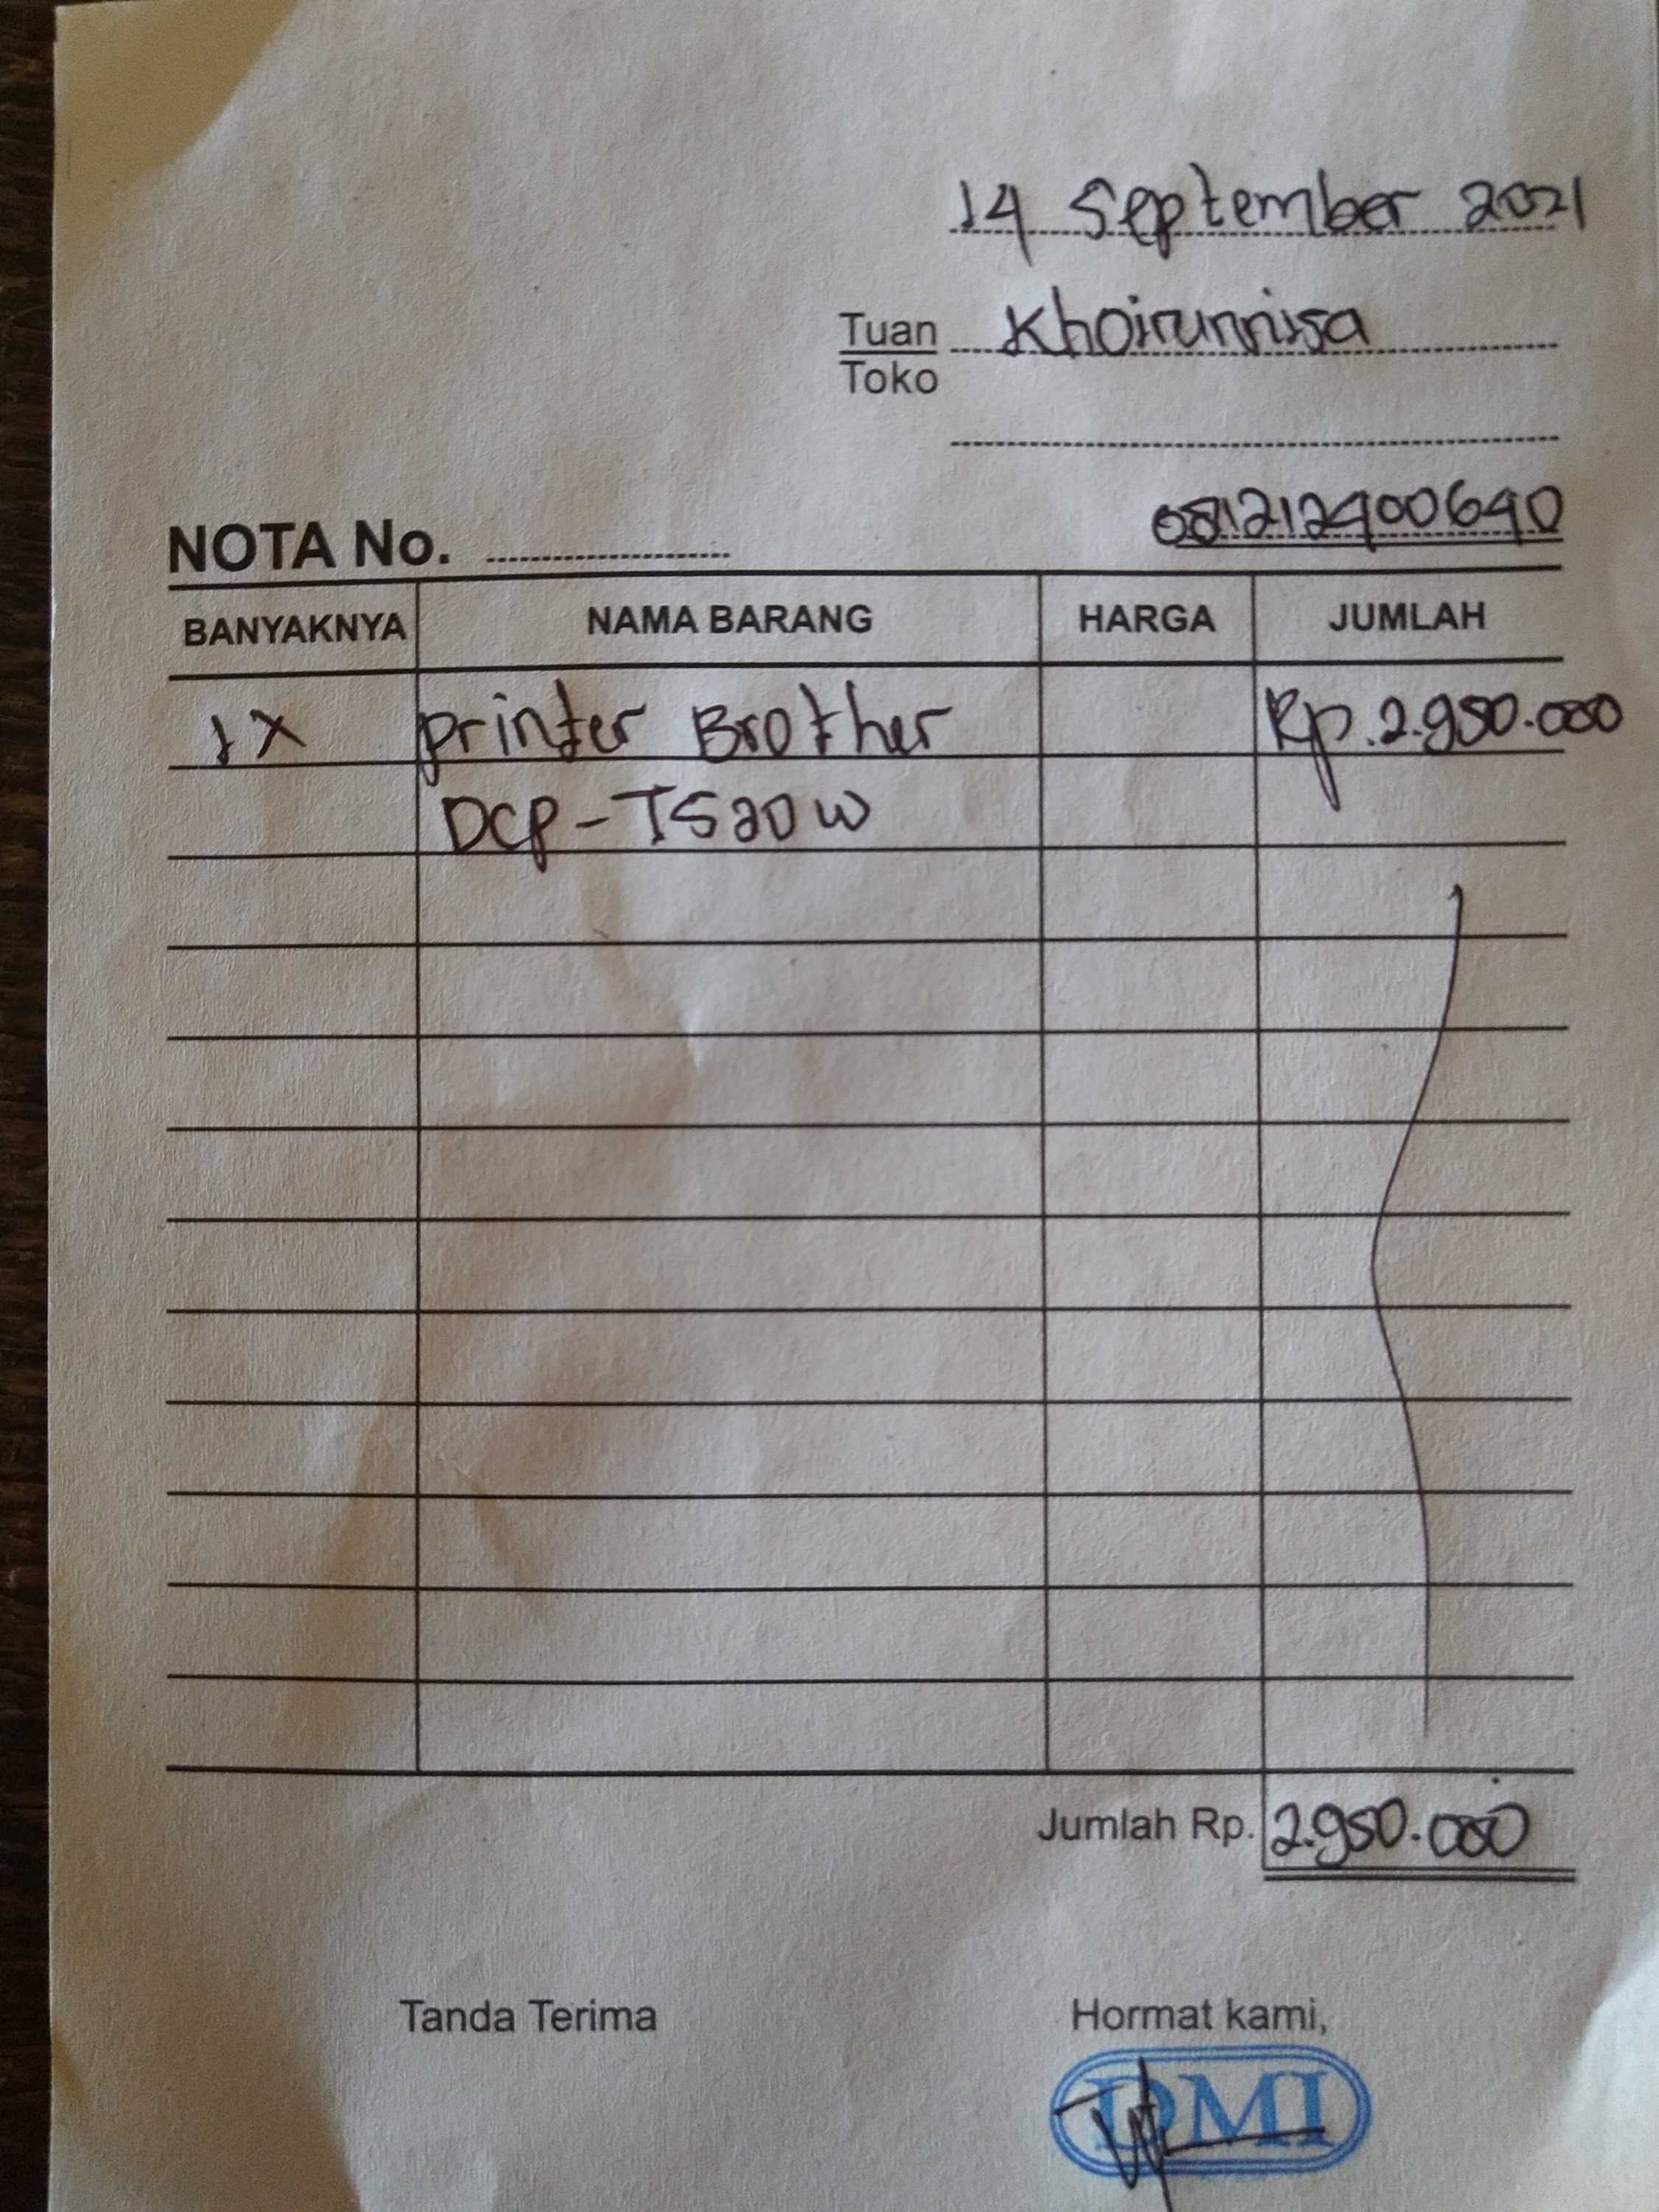 14 September 2021
Tuan Khoirunnisa
Toko
081212400640
NOTA No.
BANYAKNYA NAMA BARANG HARGA JUMLAH
1X printer Brother Rp.2.950.000
DCP-T520W
Jumlah Rp. 2.950.000
Tanda Terima Hormat kami,
DMI